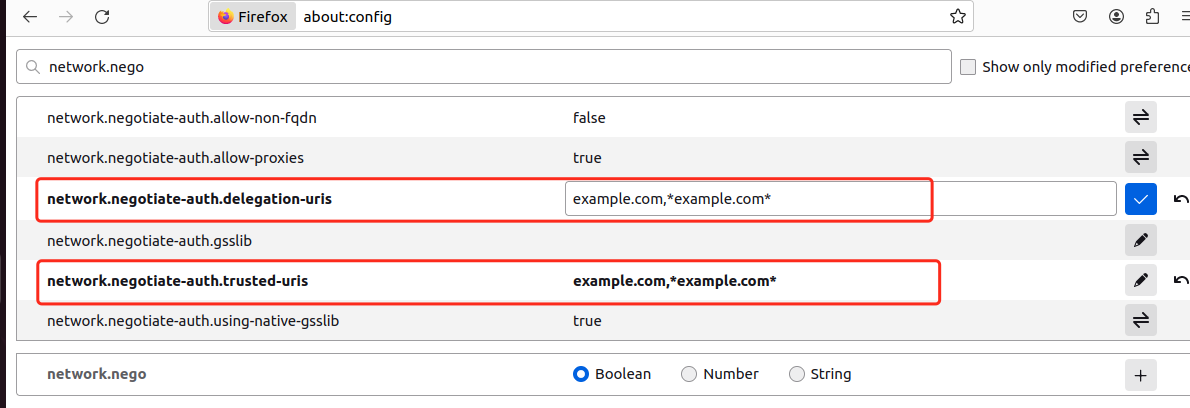 Firefox about:config
network.nego Show only modified preference
network.negotiate-auth.allow-non-fqdn false
network.negotiate-auth.allow-proxies true
network.negotiate-auth.delegation-uris example.com,*example.com*
network.negotiate-auth.gsslib
network.negotiate-auth.trusted-uris example.com,*example.com*
network.negotiate-auth.using-native-gsslib true
network.nego Boolean Number String